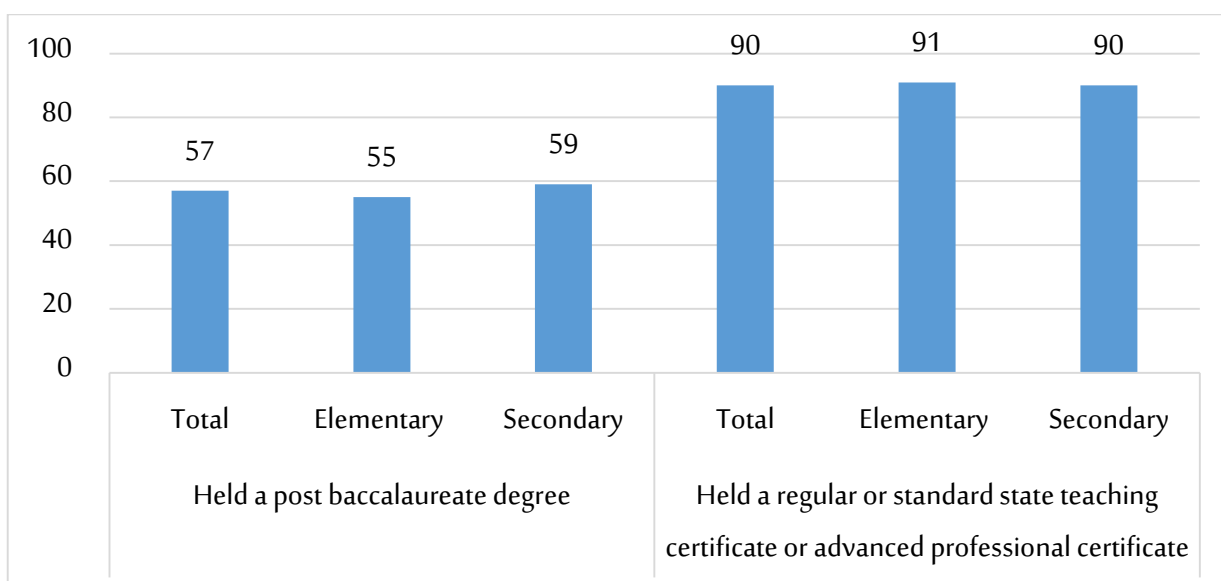 100
80
60
40
20
0
57
55
59
90
91
90
Total
Elementary
Secondary
Total
Elementary
Secondary
Held a post baccalaureate degree
Held a regular or standard state teaching
certificate or advanced professional certificate